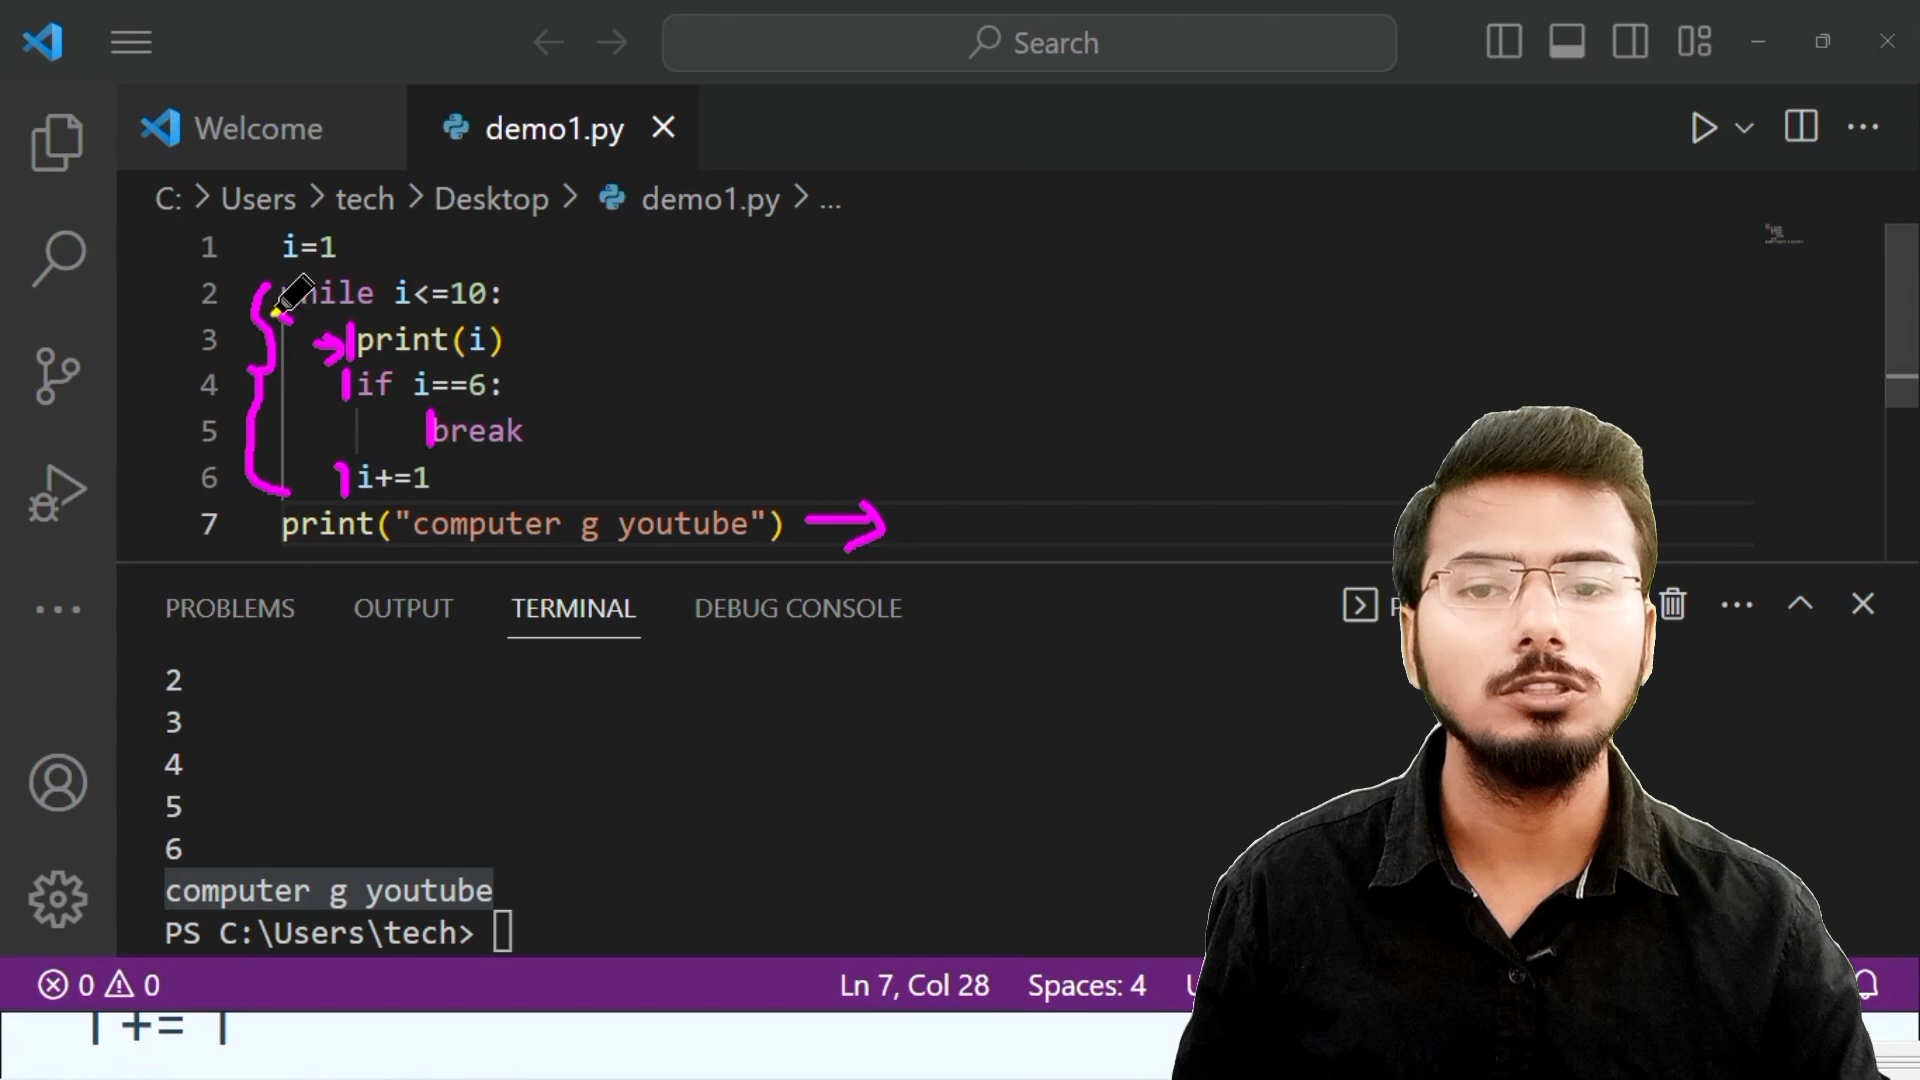 Search
Welcome
demo1.py
C: > Users > tech > Desktop > demo1.py > ...
1 i=1
2 while i<=10:
3 print(i)
4 if i==6:
5 break
6 i+=1
7 print("computer g youtube")
PROBLEMS OUTPUT TERMINAL DEBUG CONSOLE
2
3
4
5
6
computer g youtube
PS C:\Users\tech>
0 0 Ln 7, Col 28 Spaces: 4
+=